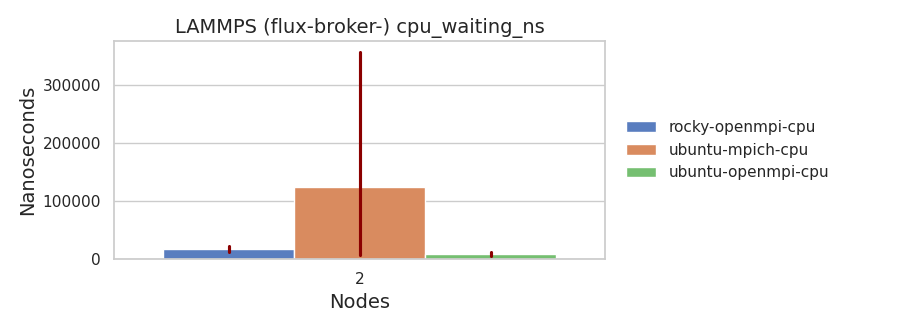 LAMMPS (flux-broker-) cpu_waiting_ns
Nanoseconds
300000
200000
100000
0
2
Nodes
rocky-openmpi-cpu
ubuntu-mpich-cpu
ubuntu-openmpi-cpu